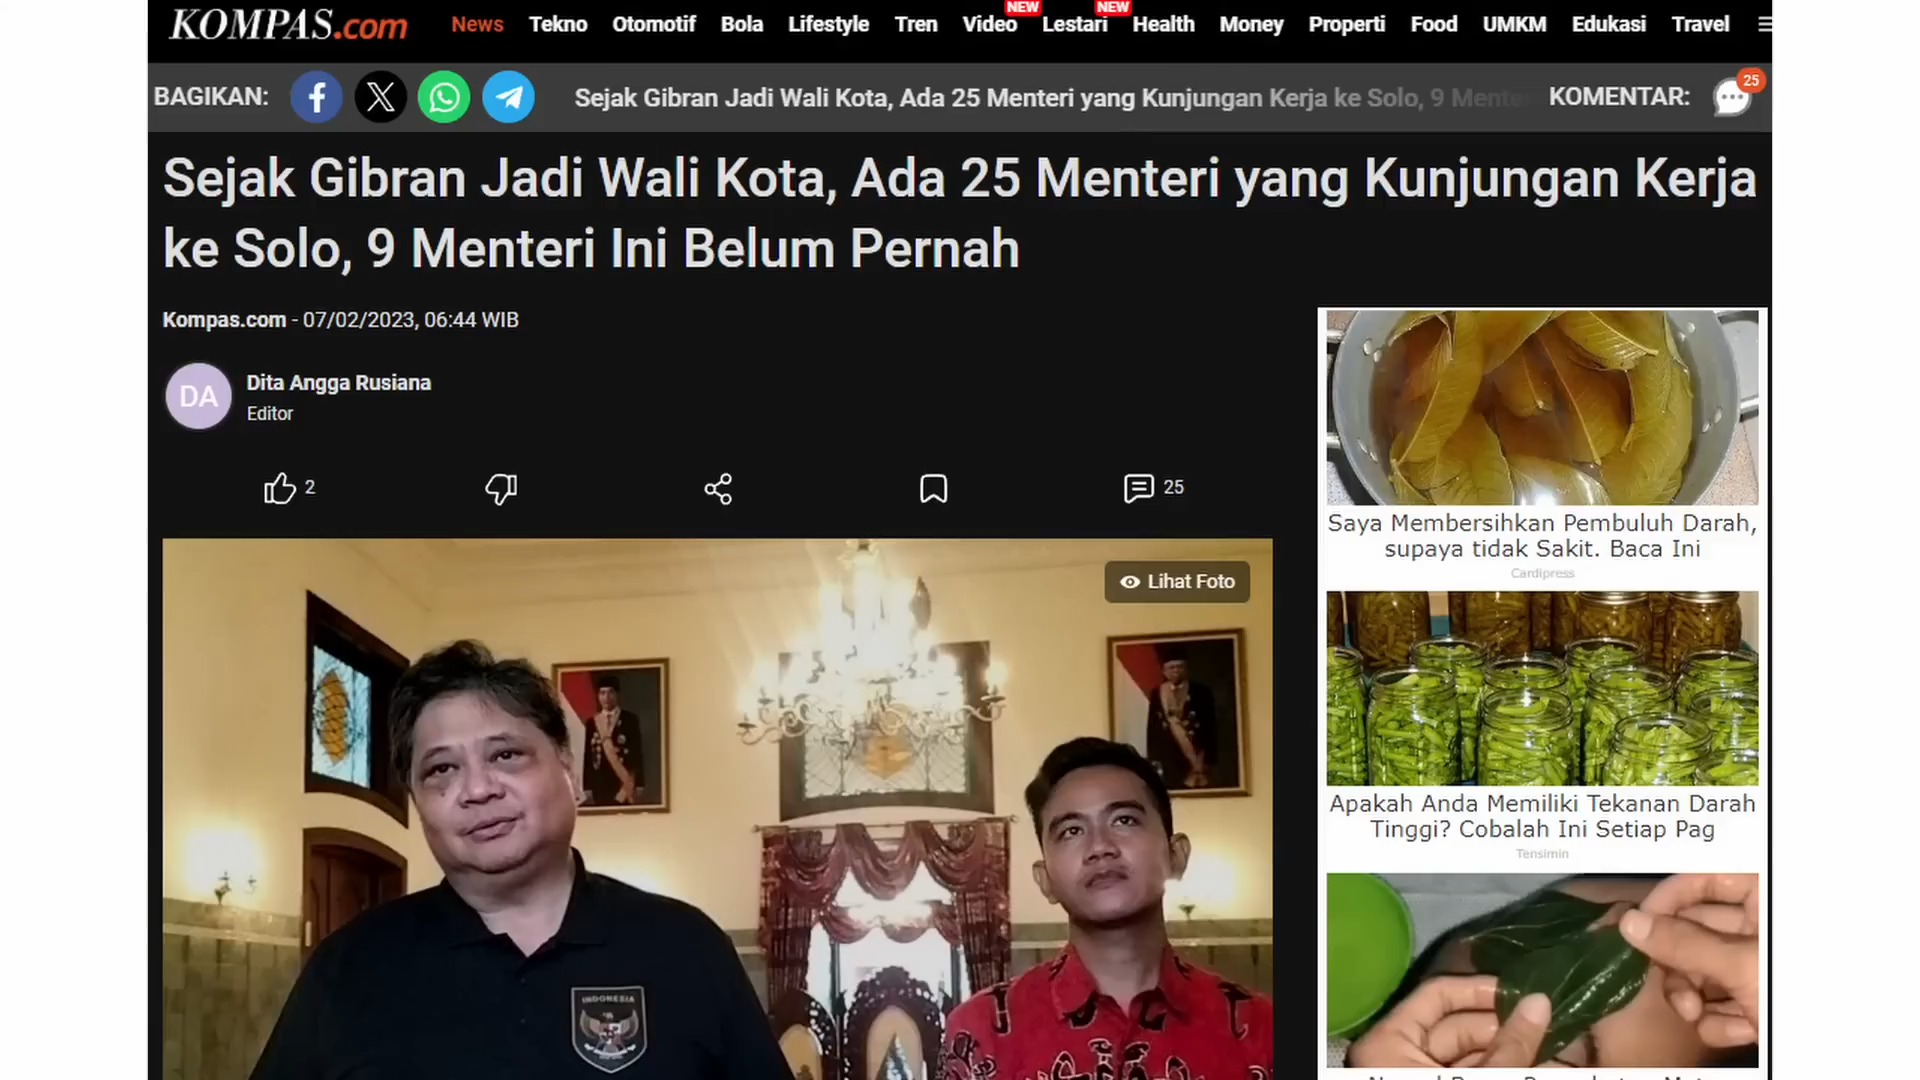 KOMPAS.com
News Tekno Otomotif Bola Lifestyle Tren Video NEW Lestari NEW Health Money Properti Food UMKM Edukasi Travel
BAGIKAN: Sejak Gibran Jadi Wali Kota, Ada 25 Menteri yang Kunjungan Kerja ke Solo, 9 Mente KOMENTAR: 25
Sejak Gibran Jadi Wali Kota, Ada 25 Menteri yang Kunjungan Kerja
ke Solo, 9 Menteri Ini Belum Pernah
Kompas.com - 07/02/2023, 06:44 WIB
DA
Dita Angga Rusiana
Editor
2
25
Lihat Foto
INDONESIA
Saya Membersihkan Pembuluh Darah,
supaya tidak Sakit. Baca Ini
Cardipress
Apakah Anda Memiliki Tekanan Darah
Tinggi? Cobalah Ini Setiap Pag
Tensimin